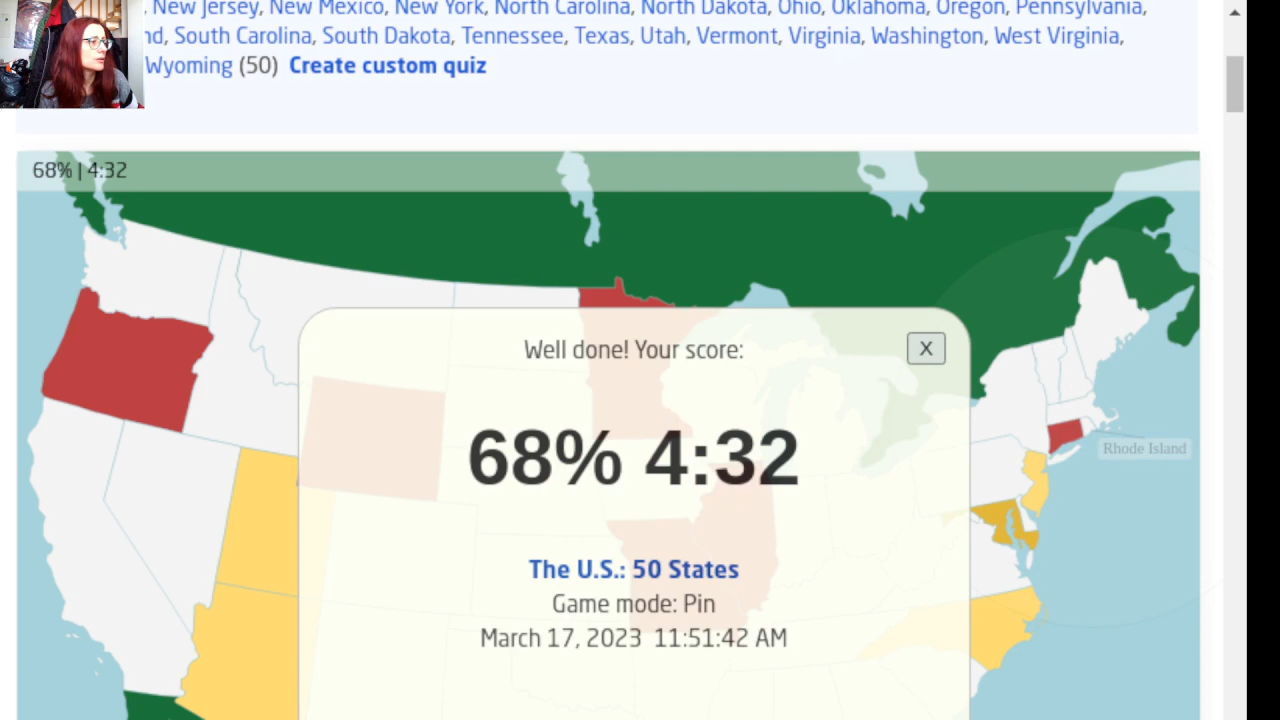 , New Jersey, New Mexico, New York, North Carolina, North Dakota, Ohio, Oklahoma, Oregon, Pennsylvania,
nd, South Carolina, South Dakota, Tennessee, Texas, Utah, Vermont, Virginia, Washington, West Virginia,
Wyoming (50) Create custom quiz
68% | 4:32
Well done! Your score:
X
68% 4:32
Rhode Island
The U.S.: 50 States
Game mode: Pin
March 17, 2023 11:51:42 AM